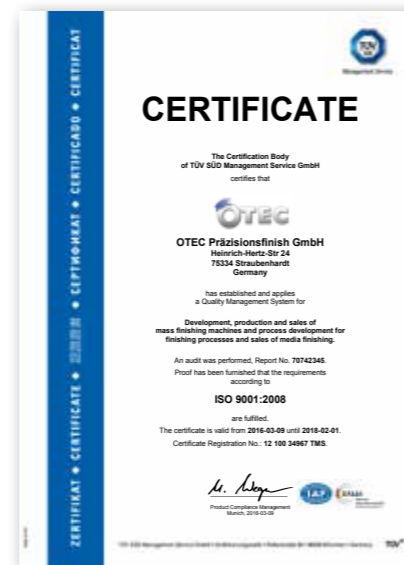 TÜV
SÜD
Management Service
CERTIFICATE
The Certification Body
of TÜV SÜD Management Service GmbH
certifies that
OTEC
OTEC Präzisionsfinish GmbH
Heinrich-Hertz-Str 24
75334 Straubenhardt
Germany
has established and applies
a Quality Management System for
Development, production and sales of
mass finishing machines and process development for
finishing processes and sales of media finishing.
An audit was performed, Report No. 70742345.
Proof has been furnished that the requirements
according to
ISO 9001:2008
are fulfilled.
The certificate is valid from 2016-03-09 until 2018-02-01.
Certificate Registration No.: 12 100 34967 TMS.
Product Compliance Management
Munich, 2016-03-09
IAF
TÜV
ZERTIFIKAT ◆ CERTIFICATE ◆ ◆ СЕРТИФИКАТ ◆ CERTIFICADO ◆ CERTIFICAT